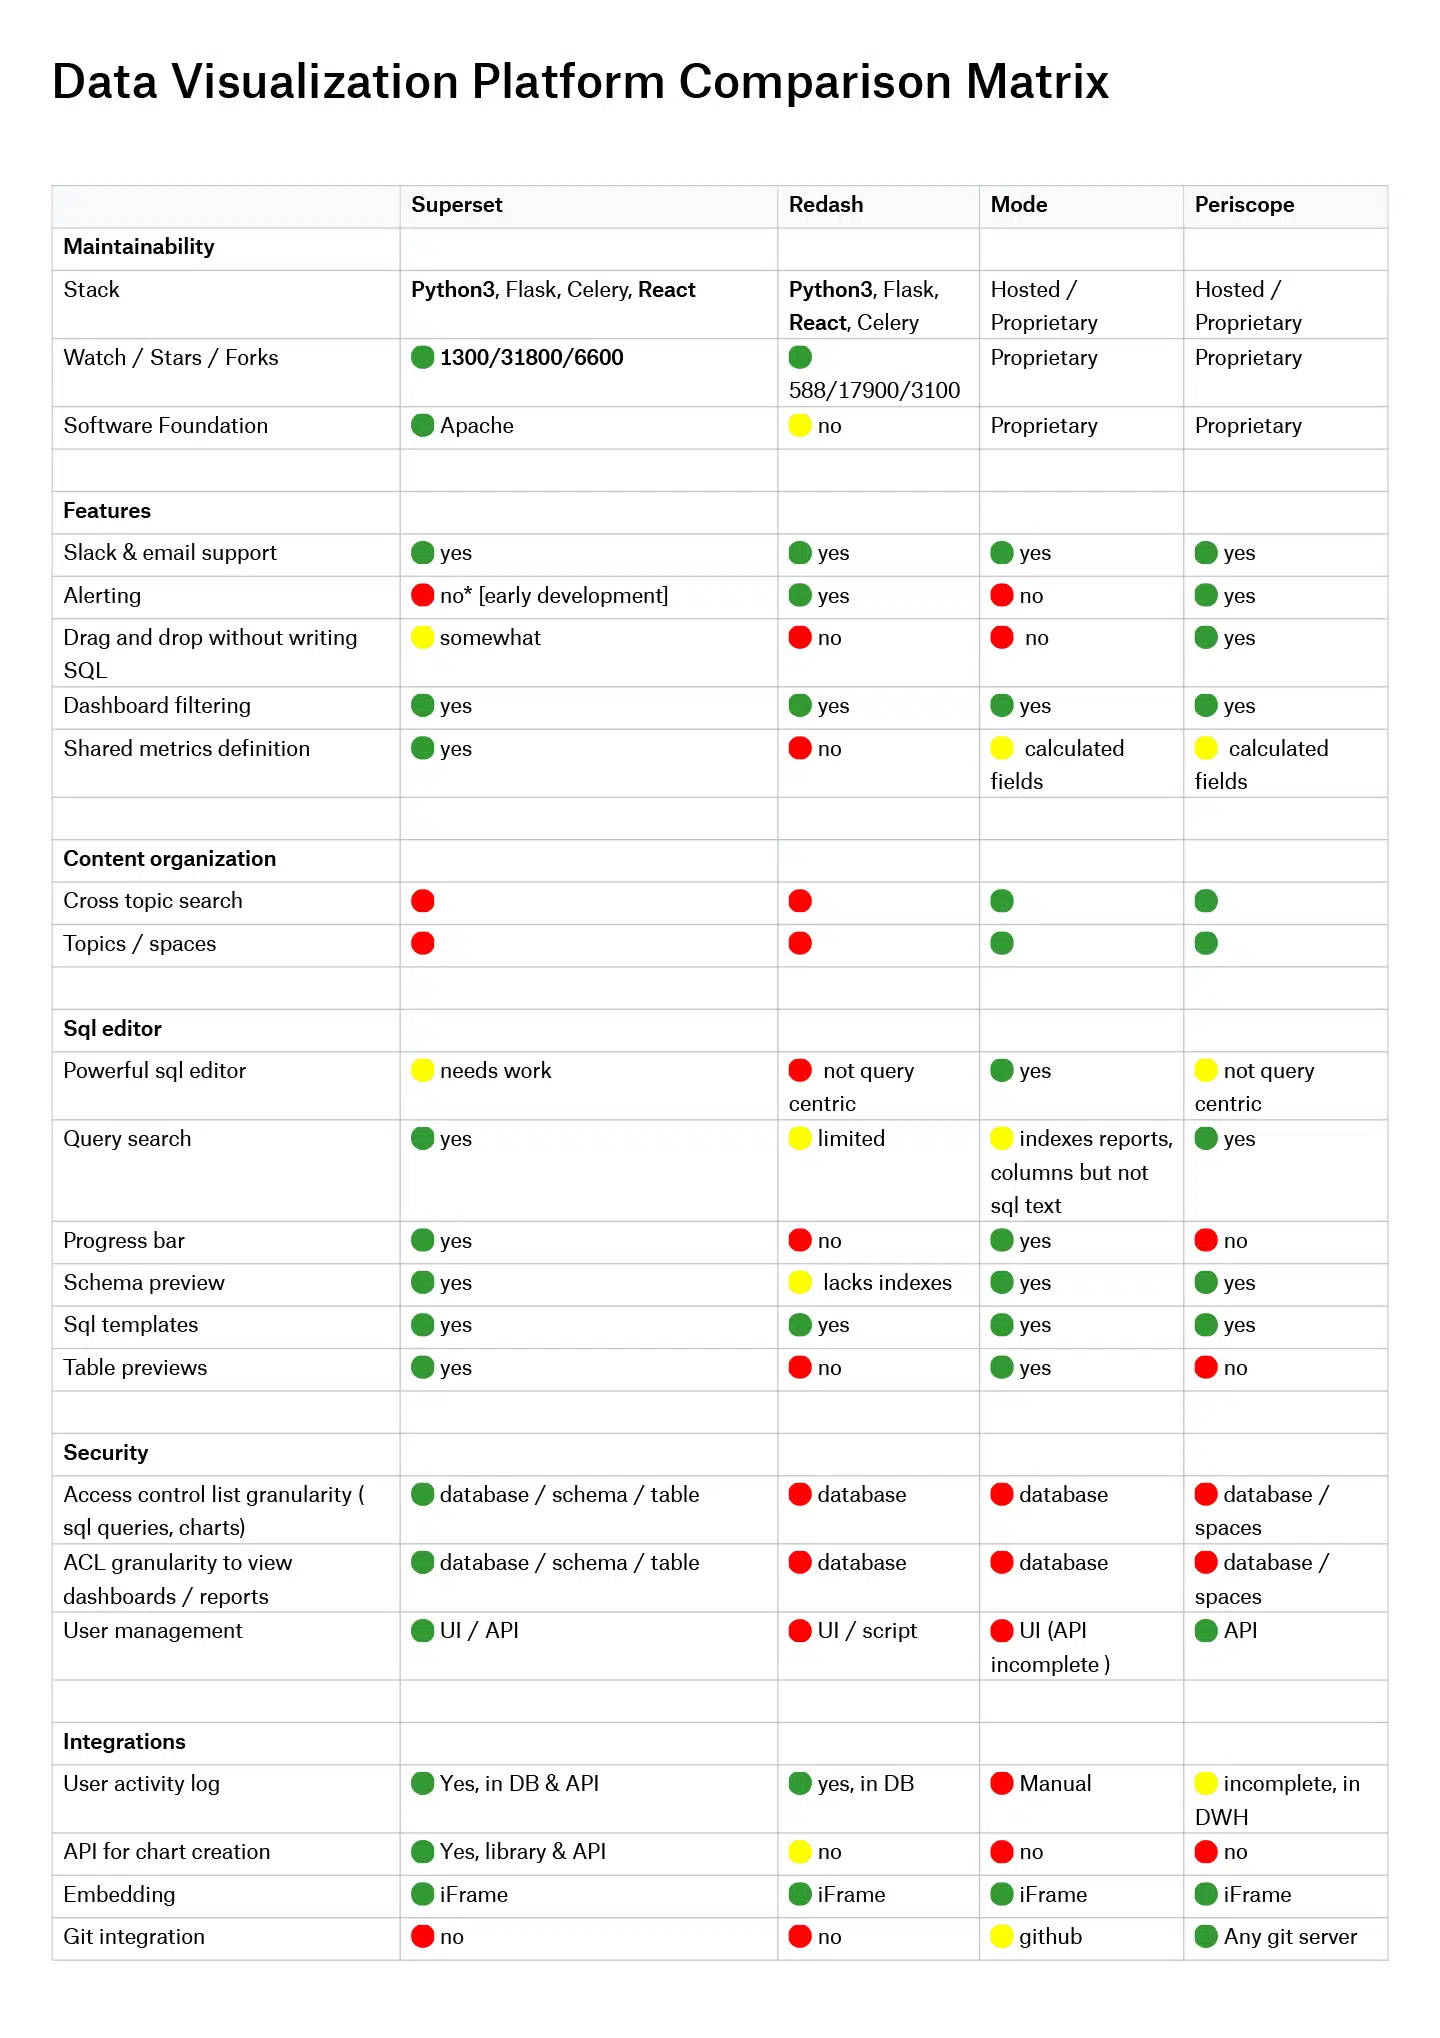 Data Visualization Platform Comparison Matrix
Superset Redash Mode Periscope
Maintainability
Stack Python3, Flask, Celery, React Python3, Flask, Hosted / Hosted /
React, Celery Proprietary Proprietary
Watch / Stars / Forks 1300/31800/6600 Proprietary Proprietary
588/17900/3100
Software Foundation Apache no Proprietary Proprietary
Features
Slack & email support yes yes yes yes
Alerting no* [early development] yes no yes
Drag and drop without writing somewhat no no yes
SQL
Dashboard filtering yes yes yes yes
Shared metrics definition yes no calculated calculated
fields fields
Content organization
Cross topic search
Topics / spaces
Sql editor
Powerful sql editor needs work not query yes not query
centric centric
Query search yes limited indexes reports, yes
columns but not
sql text
Progress bar yes no yes no
Schema preview yes lacks indexes yes yes
Sql templates yes yes yes yes
Table previews yes no yes no
Security
Access control list granularity ( database / schema / table database database database /
sql queries, charts) spaces
ACL granularity to view database / schema / table database database database /
dashboards / reports spaces
User management UI / API UI / script UI (API API
incomplete )
Integrations
User activity log Yes, in DB & API yes, in DB Manual incomplete, in
DWH
API for chart creation Yes, library & API no no no
Embedding iFrame iFrame iFrame iFrame
Git integration no no github Any git server